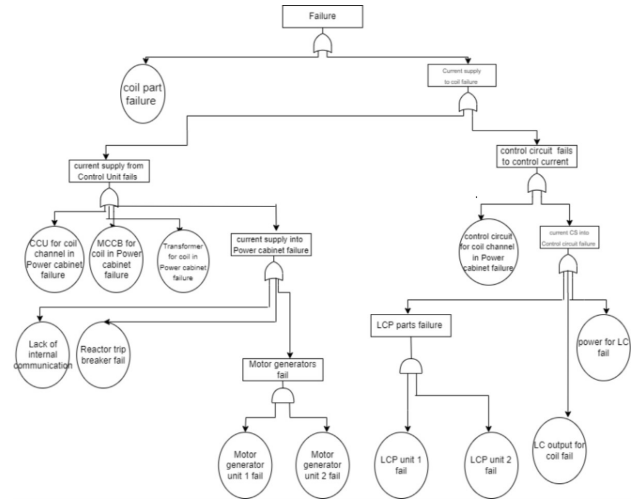 Failure
coil part
failure
Current supply
to coil failure
current supply from
Control Unit fails
control circuit fails
to control current
CCU for coil
channel in
Power cabinet
failure
MCCB for
coil in Power
cabinet
failure
Transformer
for coil in
Power cabinet
failure
current supply into
Power cabinet failure
control circuit
for coil channel
in Power
cabinet failure
current CS into
Control circuit failure
Lack of
internal
communication
Reactor trip
breaker fail
LCP parts failure
power for LC
fail
Motor generators
fail
Motor
generator
unit 1 fail
Motor
generator
unit 2 fail
LCP unit 1
fail
LCP unit 2
fail
LC output for
coil fail